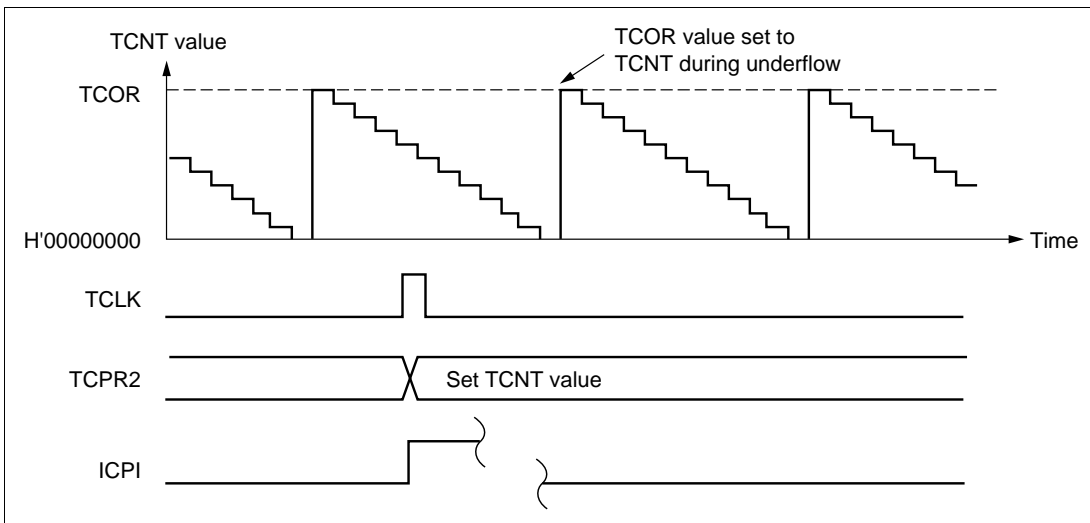 TCNT value
TCOR value set to
TCNT during underflow
TCOR
H'00000000
Time
TCLK
TCPR2
Set TCNT value
ICPI